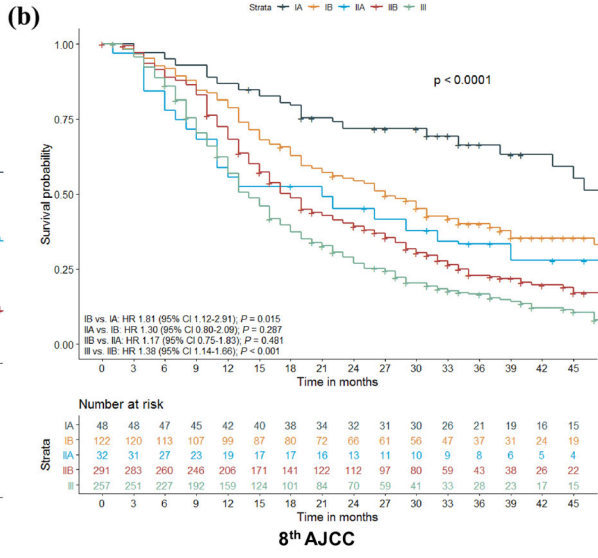 (b)
Strata IA IB IIA IIB III
1.00
0.75
0.50
0.25
0.00
Survival probability
p < 0.0001
IB vs. IA: HR 1.81 (95% CI 1.12-2.91); P = 0.015
IIA vs. IB: HR 1.30 (95% CI 0.80-2.09); P = 0.287
IIB vs. IIA: HR 1.17 (95% CI 0.75-1.83); P = 0.481
III vs. IIB: HR 1.38 (95% CI 1.14-1.66); P < 0.001
0 3 6 9 12 15 18 21 24 27 30 33 36 39 42 45
Time in months
Number at risk
Strata
IA 48 48 47 45 42 40 38 34 32 31 30 26 21 19 16 15
IB 122 120 113 107 99 87 80 72 66 61 56 47 37 31 24 19
IIA 32 31 27 23 19 17 17 16 13 11 10 9 8 6 5 4
IIB 291 283 260 246 206 171 141 122 112 97 80 59 43 38 26 22
III 257 251 227 192 159 124 101 84 70 59 41 33 28 23 17 15
0 3 6 9 12 15 18 21 24 27 30 33 36 39 42 45
Time in months
8th AJCC